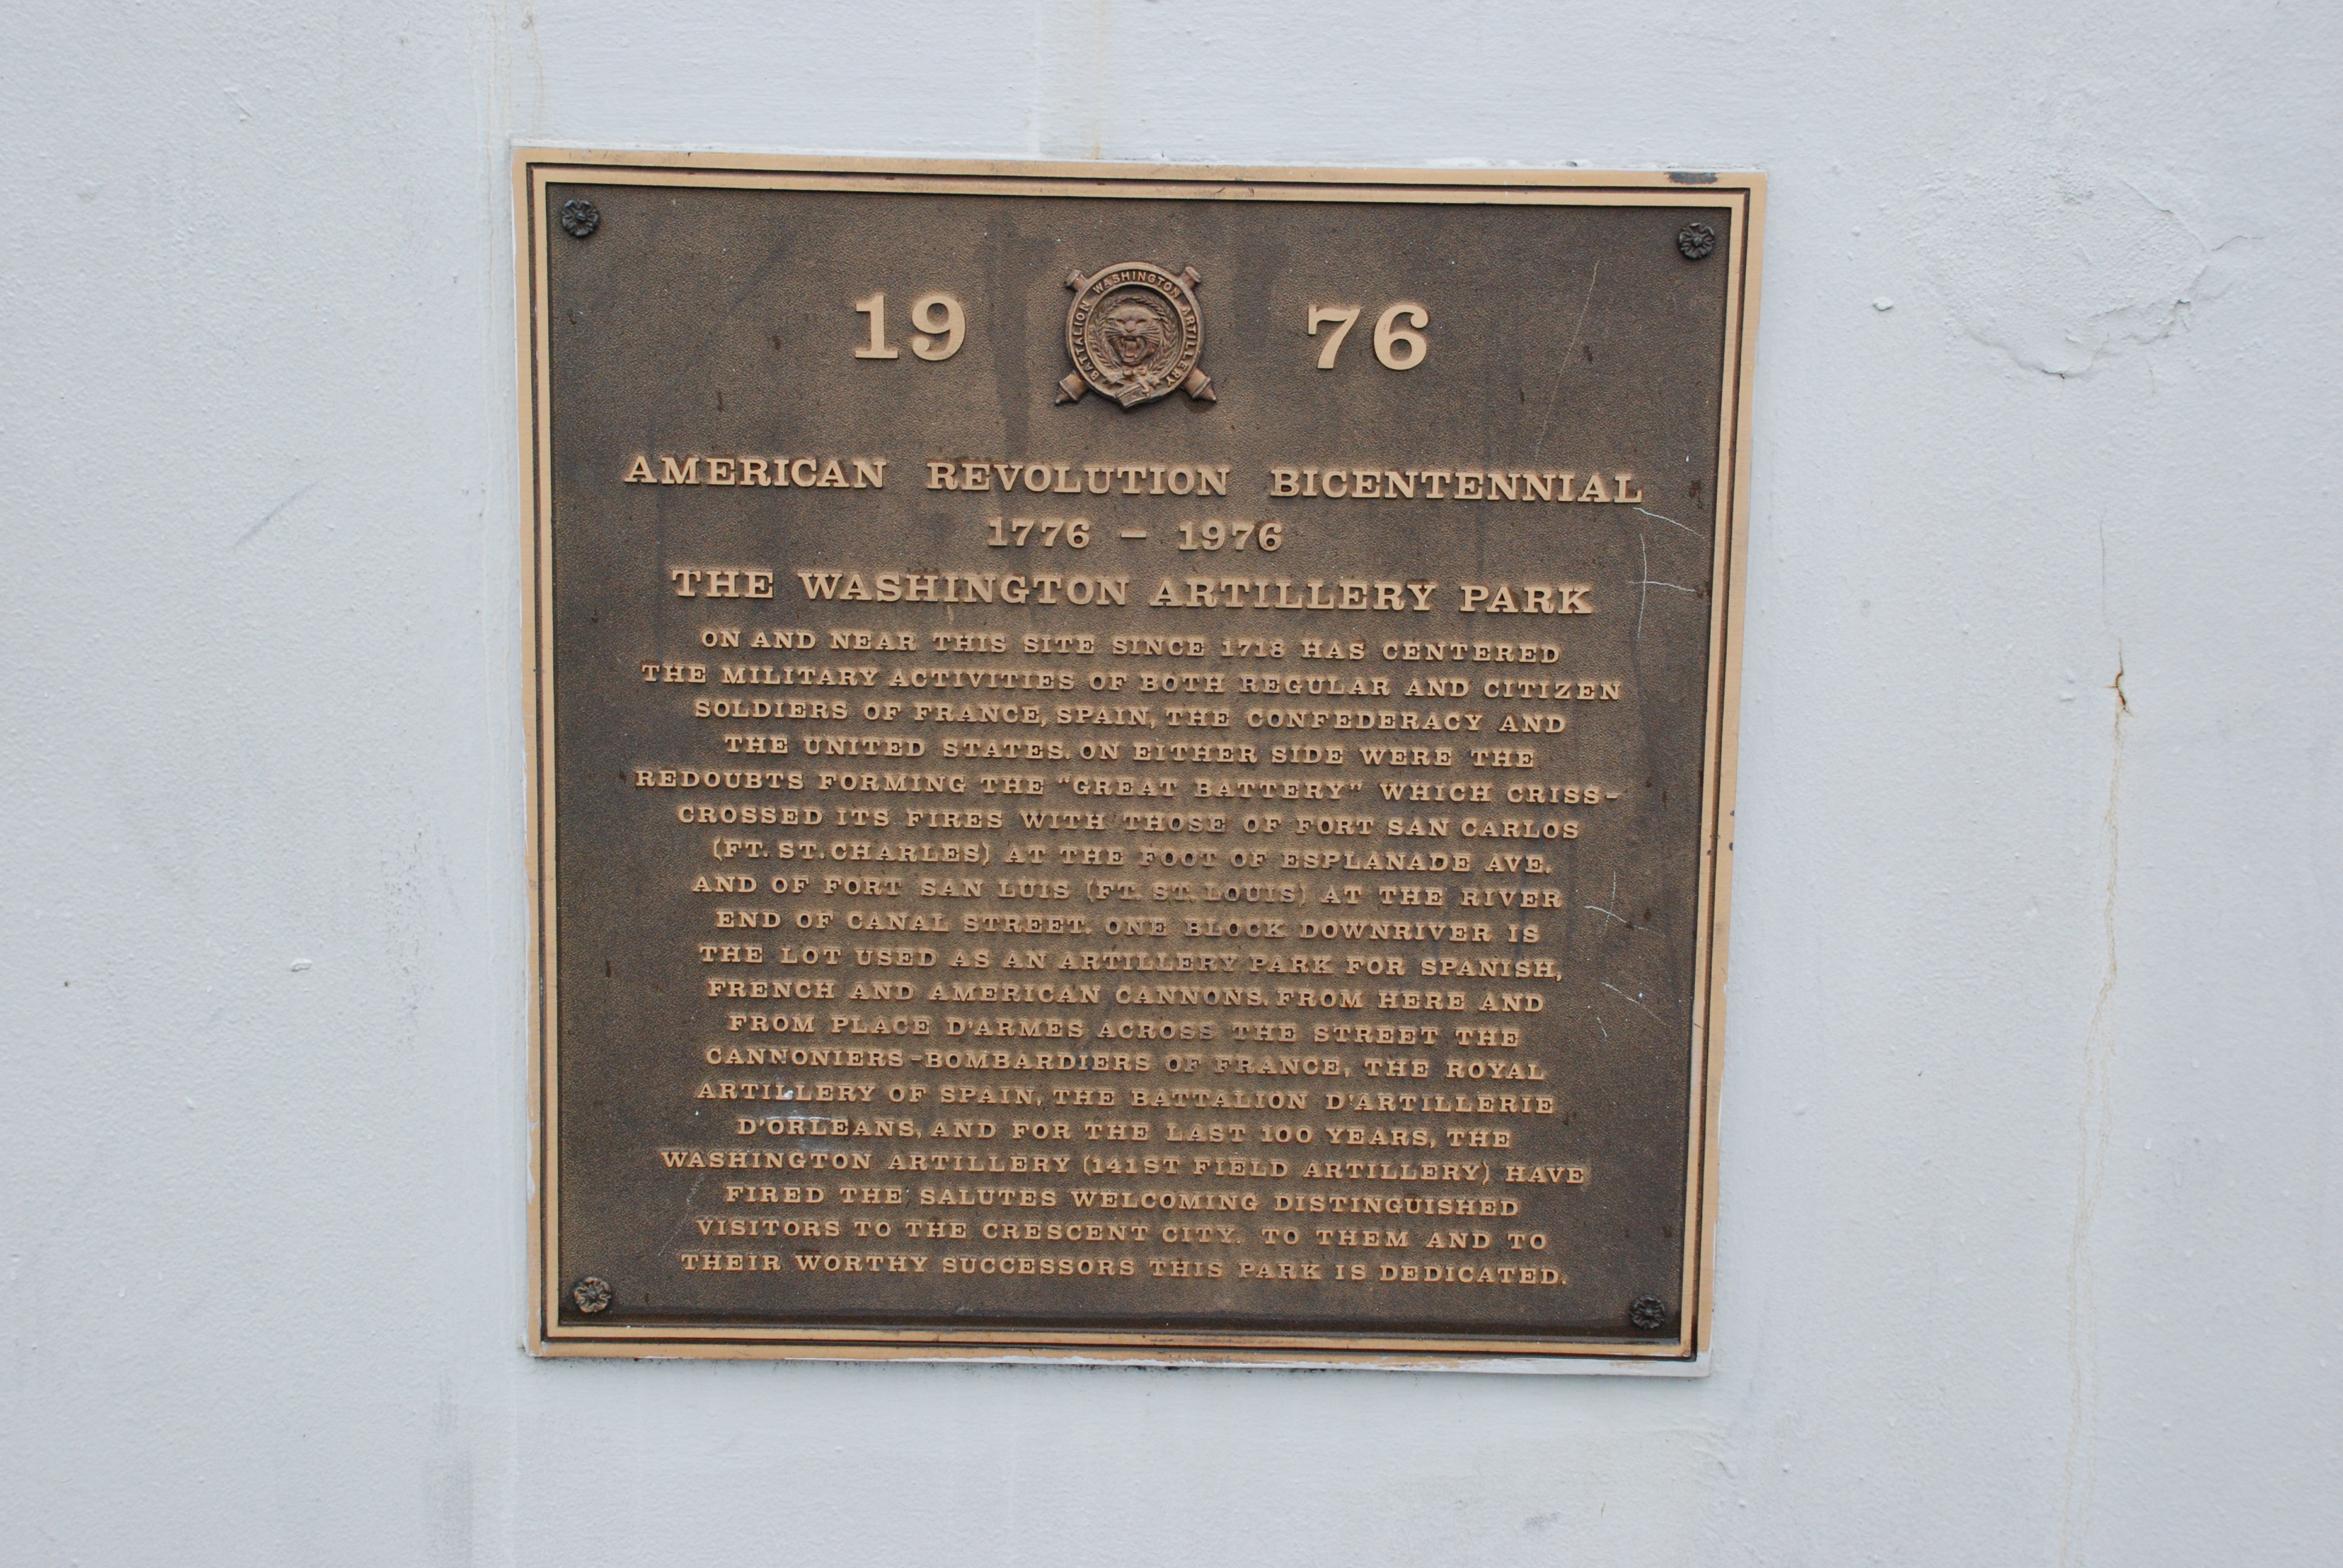 19 76
BATTALION WASHINGTON ARTILLERY
AMERICAN REVOLUTION BICENTENNIAL
1776 – 1976
THE WASHINGTON ARTILLERY PARK
ON AND NEAR THIS SITE SINCE 1718 HAS CENTERED
THE MILITARY ACTIVITIES OF BOTH REGULAR AND CITIZEN
SOLDIERS OF FRANCE, SPAIN, THE CONFEDERACY AND
THE UNITED STATES. ON EITHER SIDE WERE THE
REDOUBTS FORMING THE "GREAT BATTERY" WHICH CRISS-
CROSSED ITS FIRES WITH THOSE OF FORT SAN CARLOS
(FT. ST. CHARLES) AT THE FOOT OF ESPLANADE AVE.
AND OF FORT SAN LUIS (FT. ST. LOUIS) AT THE RIVER
END OF CANAL STREET. ONE BLOCK DOWNRIVER IS
THE LOT USED AS AN ARTILLERY PARK FOR SPANISH,
FRENCH AND AMERICAN CANNONS. FROM HERE AND
FROM PLACE D'ARMES ACROSS THE STREET THE
CANNONIERS-BOMBARDIERS OF FRANCE, THE ROYAL
ARTILLERY OF SPAIN, THE BATTALION D'ARTILLERIE
D'ORLEANS, AND FOR THE LAST 100 YEARS, THE
WASHINGTON ARTILLERY (141ST FIELD ARTILLERY) HAVE
FIRED THE SALUTES WELCOMING DISTINGUISHED
VISITORS TO THE CRESCENT CITY. TO THEM AND TO
THEIR WORTHY SUCCESSORS THIS PARK IS DEDICATED.